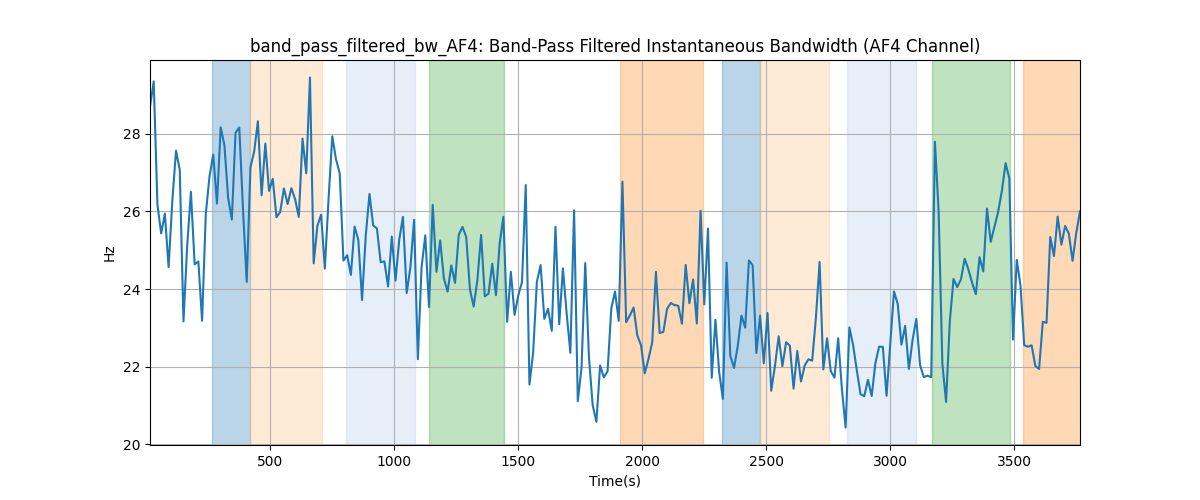 band_pass_filtered_bw_AF4: Band-Pass Filtered Instantaneous Bandwidth (AF4 Channel)
28
26
24
22
20
Hz
500 1000 1500 2000 2500 3000 3500
Time(s)